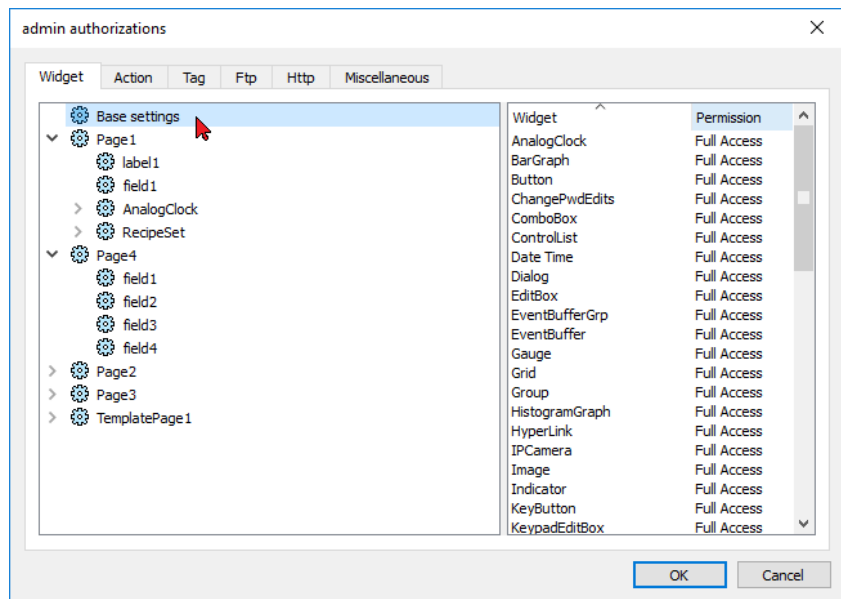 admin authorizations
Widget Action Tag Ftp Http Miscellaneous
Base settings
Page1
label1
field1
AnalogClock
RecipeSet
Page4
field1
field2
field3
field4
Page2
Page3
TemplatePage1
Widget Permission
AnalogClock Full Access
BarGraph Full Access
Button Full Access
ChangePwdEdits Full Access
ComboBox Full Access
ControlList Full Access
Date Time Full Access
Dialog Full Access
EditBox Full Access
EventBufferGrp Full Access
EventBuffer Full Access
Gauge Full Access
Grid Full Access
Group Full Access
HistogramGraph Full Access
HyperLink Full Access
IPCamera Full Access
Image Full Access
Indicator Full Access
KeyButton Full Access
KeypadEditBox Full Access
OK Cancel